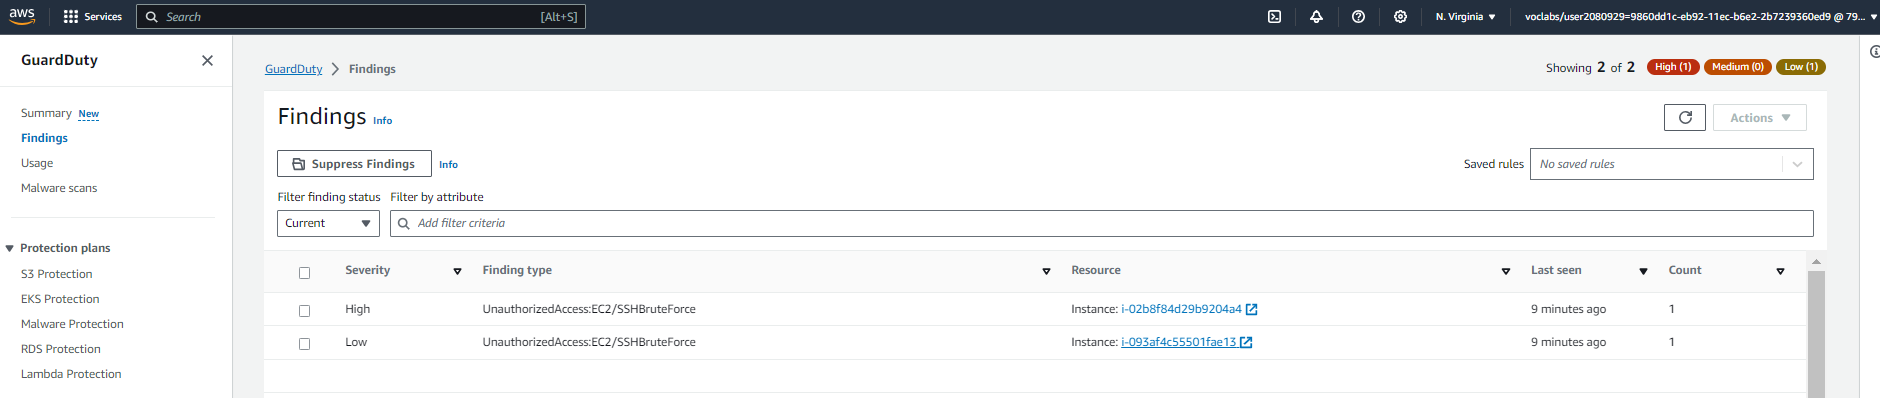 aws Services Search [Alt+S] N. Virginia voclabs/user2080929=9860dd1c-eb92-11ec-b6e2-2b7239360ed9 @ 79...
GuardDuty
Summary New
Findings
Usage
Malware scans
Protection plans
S3 Protection
EKS Protection
Malware Protection
RDS Protection
Lambda Protection
GuardDuty Findings
Showing 2 of 2 High (1) Medium (0) Low (1)
Findings Info
Actions
Suppress Findings Info
Saved rules No saved rules
Filter finding status Filter by attribute
Current Add filter criteria
Severity Finding type Resource Last seen Count
High UnauthorizedAccess:EC2/SSHBruteForce Instance: i-02b8f84d29b9204a4 9 minutes ago 1
Low UnauthorizedAccess:EC2/SSHBruteForce Instance: i-093af4c55501fae13 9 minutes ago 1